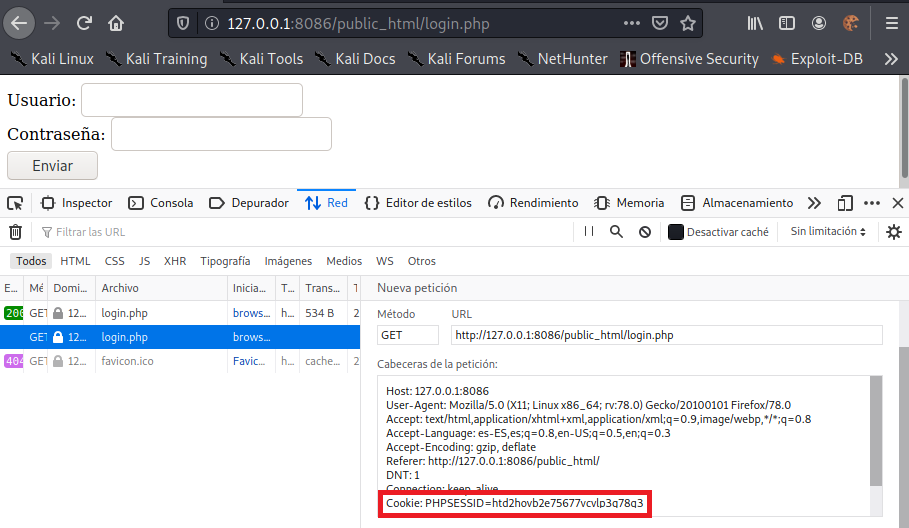 127.0.0.1:8086/public_html/login.php
Kali Linux Kali Training Kali Tools Kali Docs Kali Forums NetHunter Offensive Security Exploit-DB
Usuario:
Contraseña:
Enviar
Inspector Consola Depurador Red Editor de estilos Rendimiento Memoria Almacenamiento
Filtrar las URL Desactivar caché Sin limitación
Todos HTML CSS JS XHR Tipografía Imágenes Medios WS Otros
E... Mé Domi... Archivo Inicia... T... Trans... T Nueva petición
200 GET 12... login.php brows... h... 534 B 2
GET 12... login.php brows...
404 GET 12... favicon.ico Favic... h... cache... 2
Método URL
GET http://127.0.0.1:8086/public_html/login.php
Cabeceras de la petición:
Host: 127.0.0.1:8086
User-Agent: Mozilla/5.0 (X11; Linux x86_64; rv:78.0) Gecko/20100101 Firefox/78.0
Accept: text/html,application/xhtml+xml,application/xml;q=0.9,image/webp,*/*;q=0.8
Accept-Language: es-ES,es;q=0.8,en-US;q=0.5,en;q=0.3
Accept-Encoding: gzip, deflate
Referer: http://127.0.0.1:8086/public_html/
DNT: 1
Connection: keep-alive
Cookie: PHPSESSID=htd2hovb2e75677vcvlp3q78q3